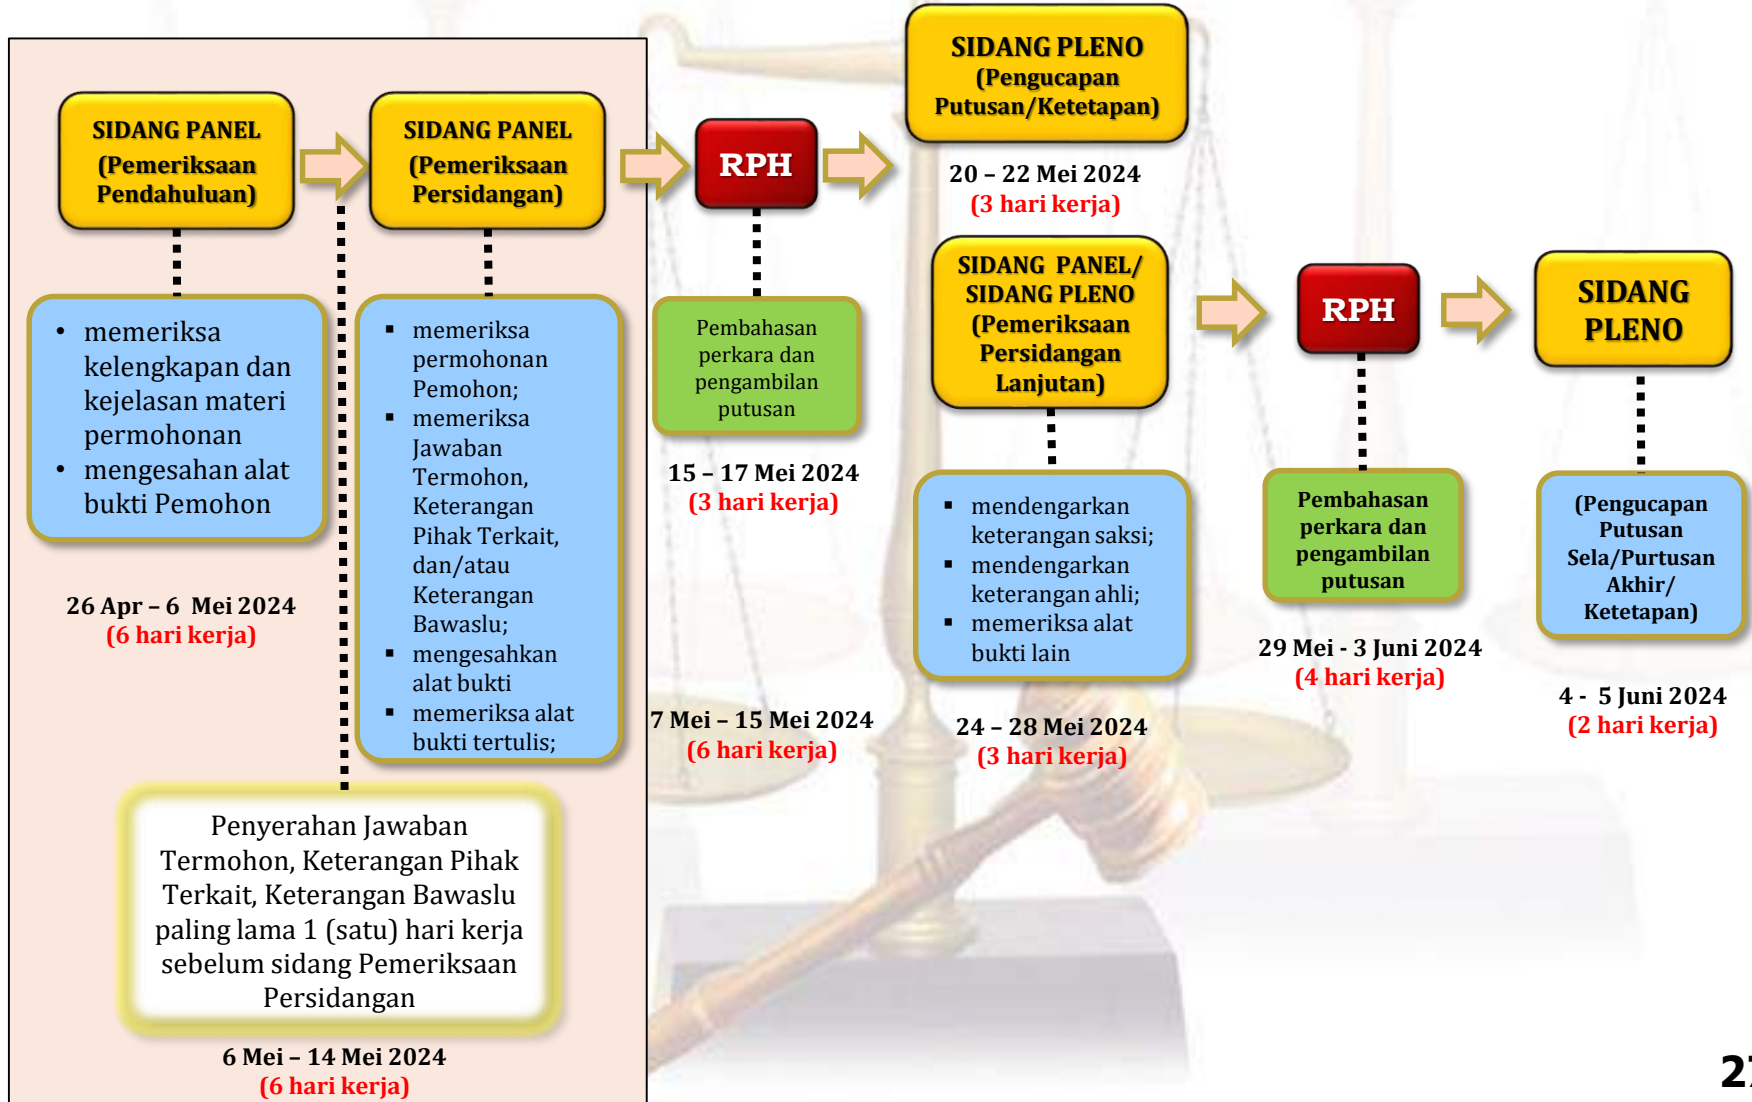 SIDANG PANEL
(Pemeriksaan
Pendahuluan)
• memeriksa
kelengkapan dan
kejelasan materi
permohonan
• mengesahan alat
bukti Pemohon
26 Apr – 6 Mei 2024
(6 hari kerja)
SIDANG PANEL
(Pemeriksaan
Persidangan)
▪ memeriksa
permohonan
Pemohon;
▪ memeriksa
Jawaban
Termohon,
Keterangan
Pihak Terkait,
dan/atau
Keterangan
Bawaslu;
▪ mengesahkan
alat bukti
▪ memeriksa alat
bukti tertulis;
7 Mei – 15 Mei 2024
(6 hari kerja)
Penyerahan Jawaban
Termohon, Keterangan Pihak
Terkait, Keterangan Bawaslu
paling lama 1 (satu) hari kerja
sebelum sidang Pemeriksaan
Persidangan
6 Mei – 14 Mei 2024
(6 hari kerja)
RPH
Pembahasan
perkara dan
pengambilan
putusan
15 – 17 Mei 2024
(3 hari kerja)
SIDANG PLENO
(Pengucapan
Putusan/Ketetapan)
20 – 22 Mei 2024
(3 hari kerja)
SIDANG PANEL/
SIDANG PLENO
(Pemeriksaan
Persidangan
Lanjutan)
▪ mendengarkan
keterangan saksi;
▪ mendengarkan
keterangan ahli;
▪ memeriksa alat
bukti lain
24 – 28 Mei 2024
(3 hari kerja)
RPH
Pembahasan
perkara dan
pengambilan
putusan
29 Mei - 3 Juni 2024
(4 hari kerja)
SIDANG
PLENO
(Pengucapan
Putusan
Sela/Purtusan
Akhir/
Ketetapan)
4 - 5 Juni 2024
(2 hari kerja)
27